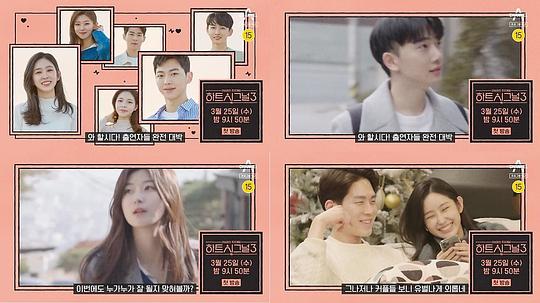 15
하트시그널3
3월 25일 (수)
밤 9시 50분
첫 방송
와 할시다! 출연자들 완전 대박
15
하트시그널3
3월 25일 (수)
밤 9시 50분
첫 방송
와 할시다! 출연자들 완전 대박
15
하트시그널3
3월 25일 (수)
밤 9시 50분
첫 방송
이번에도 누가누가 잘 될지 맞혀볼까?
15
하트시그널3
3월 25일 (수)
밤 9시 50분
첫 방송
그나저나 커플들 보니 유별나게 외롭네